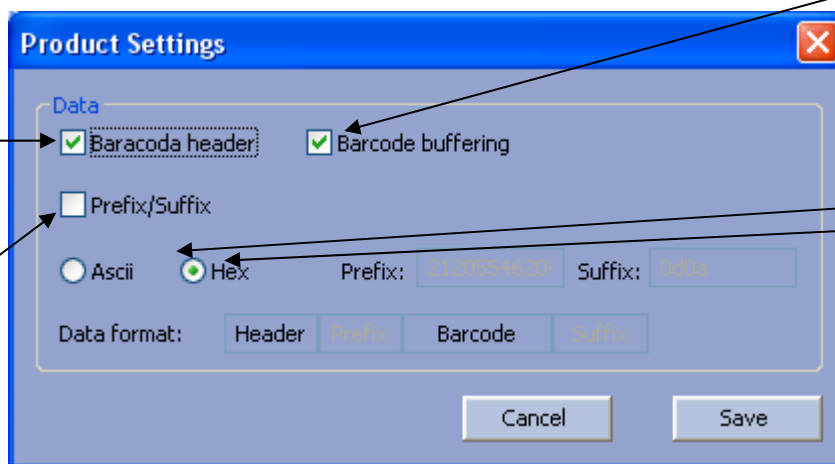 Product Settings
Data
Baracoda header Barcode buffering
Prefix/Suffix
Ascii Hex Prefix: Suffix: 0d0a
Data format: Header Prefix Barcode Suffix
Cancel Save